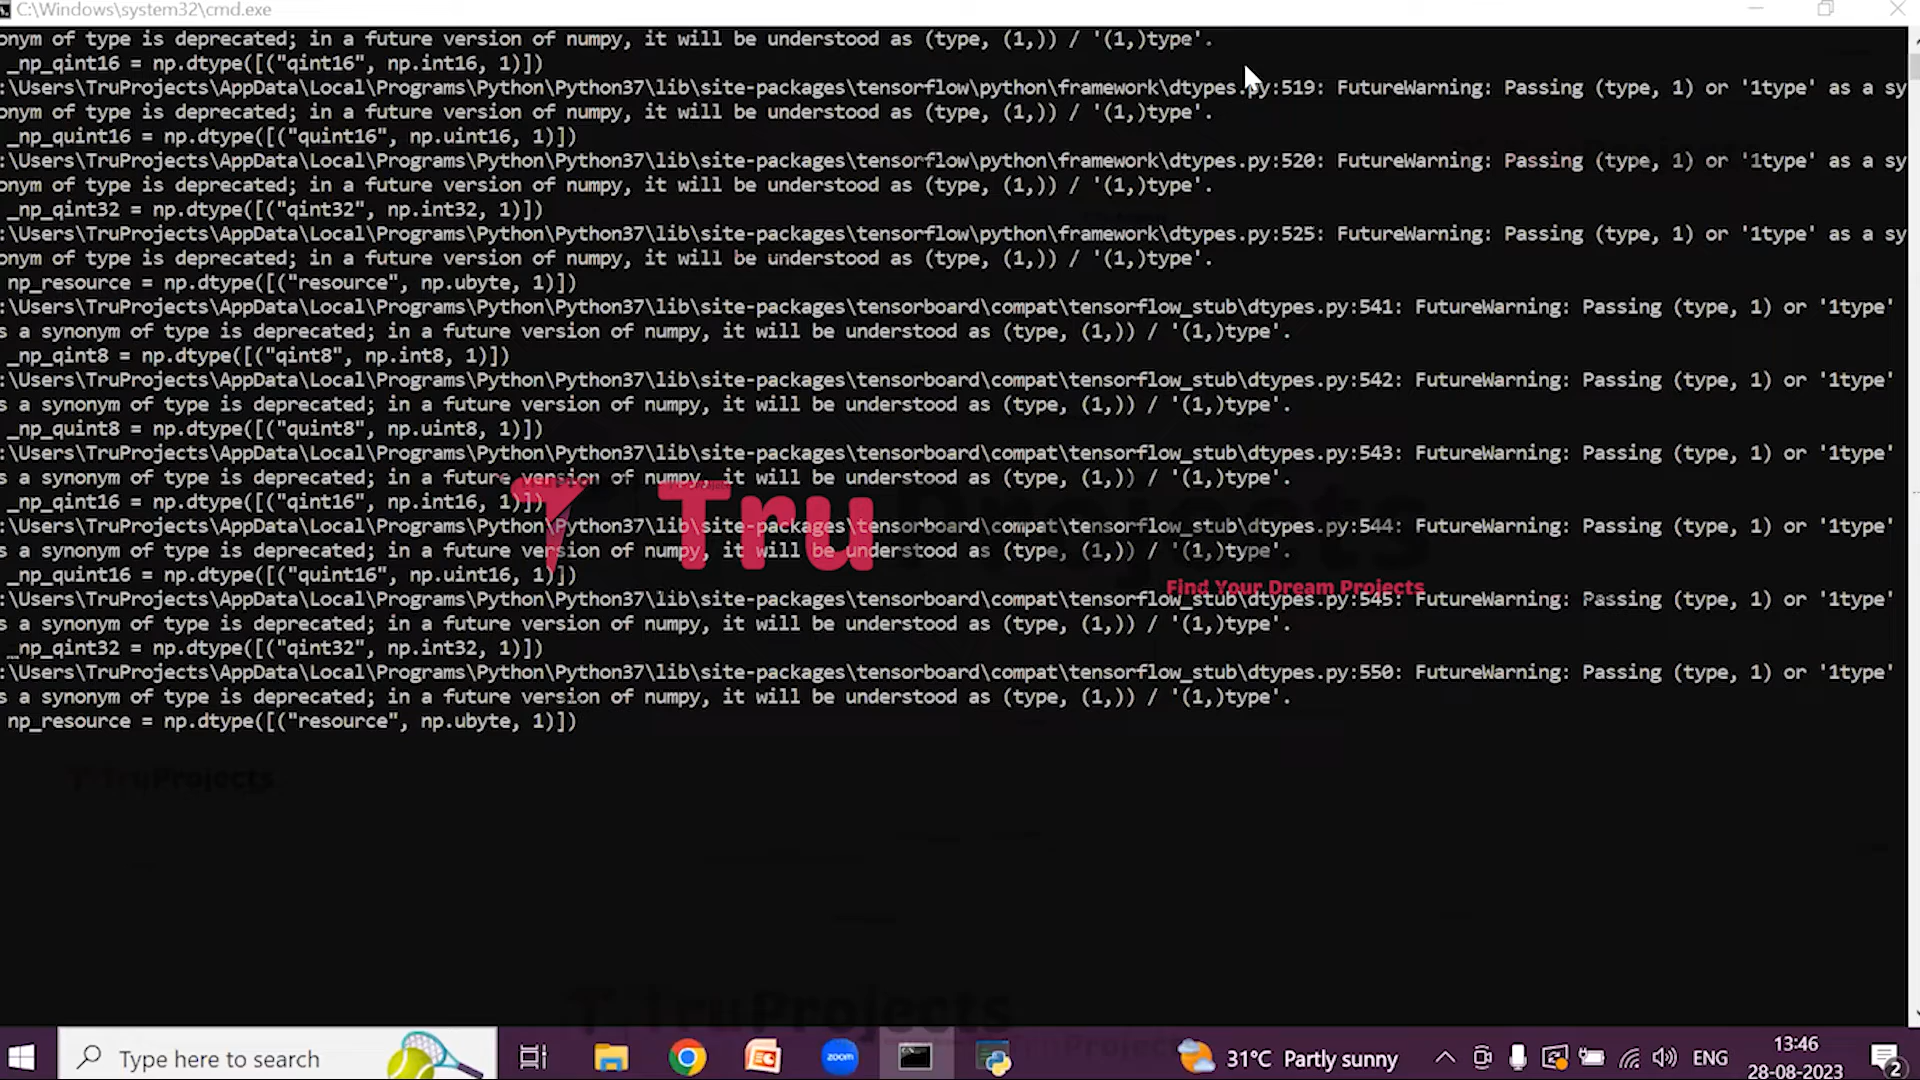 C:\Windows\system32\cmd.exe
onym of type is deprecated; in a future version of numpy, it will be understood as (type, (1,)) / '(1,)type'.
_np_qint16 = np.dtype([("qint16", np.int16, 1)])
:\Users\TruProjects\AppData\Local\Programs\Python\Python37\lib\site-packages\tensorflow\python\framework\dtypes.py:519: FutureWarning: Passing (type, 1) or '1type' as a sy
onym of type is deprecated; in a future version of numpy, it will be understood as (type, (1,)) / '(1,)type'.
_np_quint16 = np.dtype([("quint16", np.uint16, 1)])
:\Users\TruProjects\AppData\Local\Programs\Python\Python37\lib\site-packages\tensorflow\python\framework\dtypes.py:520: FutureWarning: Passing (type, 1) or '1type' as a sy
onym of type is deprecated; in a future version of numpy, it will be understood as (type, (1,)) / '(1,)type'.
_np_qint32 = np.dtype([("qint32", np.int32, 1)])
:\Users\TruProjects\AppData\Local\Programs\Python\Python37\lib\site-packages\tensorflow\python\framework\dtypes.py:525: FutureWarning: Passing (type, 1) or '1type' as a sy
onym of type is deprecated; in a future version of numpy, it will be understood as (type, (1,)) / '(1,)type'.
np_resource = np.dtype([("resource", np.ubyte, 1)])
:\Users\TruProjects\AppData\Local\Programs\Python\Python37\lib\site-packages\tensorboard\compat\tensorflow_stub\dtypes.py:541: FutureWarning: Passing (type, 1) or '1type'
s a synonym of type is deprecated; in a future version of numpy, it will be understood as (type, (1,)) / '(1,)type'.
_np_qint8 = np.dtype([("qint8", np.int8, 1)])
:\Users\TruProjects\AppData\Local\Programs\Python\Python37\lib\site-packages\tensorboard\compat\tensorflow_stub\dtypes.py:542: FutureWarning: Passing (type, 1) or '1type'
s a synonym of type is deprecated; in a future version of numpy, it will be understood as (type, (1,)) / '(1,)type'.
_np_quint8 = np.dtype([("quint8", np.uint8, 1)])
:\Users\TruProjects\AppData\Local\Programs\Python\Python37\lib\site-packages\tensorboard\compat\tensorflow_stub\dtypes.py:543: FutureWarning: Passing (type, 1) or '1type'
s a synonym of type is deprecated; in a future version of numpy, it will be understood as (type, (1,)) / '(1,)type'.
_np_qint16 = np.dtype([("qint16", np.int16, 1)])
:\Users\TruProjects\AppData\Local\Programs\Python\Python37\lib\site-packages\tensorboard\compat\tensorflow_stub\dtypes.py:544: FutureWarning: Passing (type, 1) or '1type'
s a synonym of type is deprecated; in a future version of numpy, it will be understood as (type, (1,)) / '(1,)type'.
_np_quint16 = np.dtype([("quint16", np.uint16, 1)])
:\Users\TruProjects\AppData\Local\Programs\Python\Python37\lib\site-packages\tensorboard\compat\tensorflow_stub\dtypes.py:545: FutureWarning: Passing (type, 1) or '1type'
s a synonym of type is deprecated; in a future version of numpy, it will be understood as (type, (1,)) / '(1,)type'.
_np_qint32 = np.dtype([("qint32", np.int32, 1)])
:\Users\TruProjects\AppData\Local\Programs\Python\Python37\lib\site-packages\tensorboard\compat\tensorflow_stub\dtypes.py:550: FutureWarning: Passing (type, 1) or '1type'
s a synonym of type is deprecated; in a future version of numpy, it will be understood as (type, (1,)) / '(1,)type'.
np_resource = np.dtype([("resource", np.ubyte, 1)])
Tru Projects
Find Your Dream Projects
TruProjects
TruProjects
Type here to search
zoom
31°C Partly sunny
ENG
13:46
28-08-2023
2